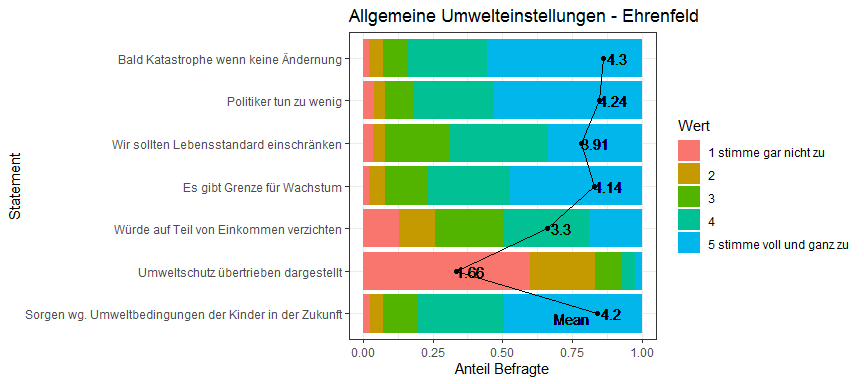 Allgemeine Umwelteinstellungen - Ehrenfeld
Statement
Bald Katastrophe wenn keine Ändernung
4.3
Politiker tun zu wenig
4.24
Wir sollten Lebensstandard einschränken
3.91
Es gibt Grenze für Wachstum
4.14
Würde auf Teil von Einkommen verzichten
3.3
Umweltschutz übertrieben dargestellt
1.66
Sorgen wg. Umweltbedingungen der Kinder in der Zukunft
4.2
Mean
0.00 0.25 0.50 0.75 1.00
Anteil Befragte
Wert
1 stimme gar nicht zu
2
3
4
5 stimme voll und ganz zu